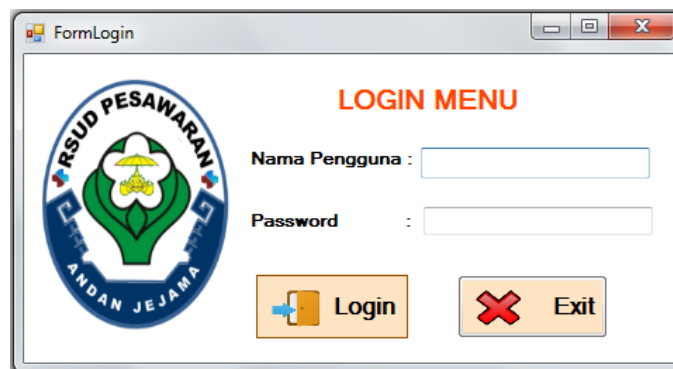 FormLogin
RSUD PESAWARAN
ANDAN JEJAMA
LOGIN MENU
Nama Pengguna :
Password :
Login
Exit